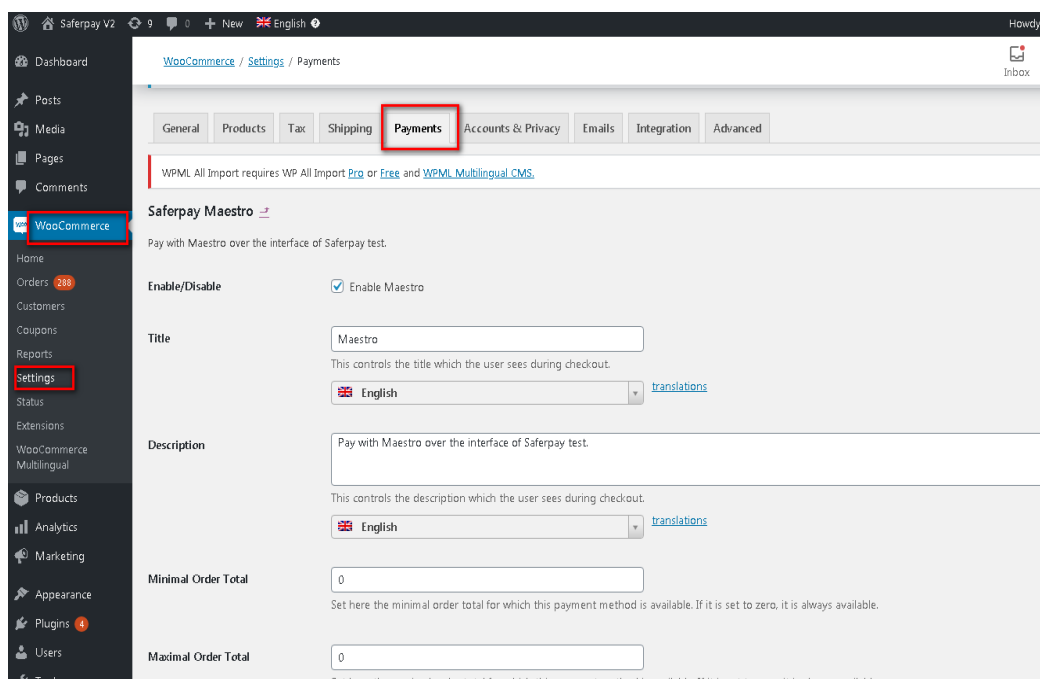 Saferpay V2 9 0 + New English
Howdy
Dashboard
Posts
Media
Pages
Comments
WooCommerce
Home
Orders 288
Customers
Coupons
Reports
Settings
Status
Extensions
WooCommerce
Multilingual
Products
Analytics
Marketing
Appearance
Plugins 4
Users
WooCommerce / Settings / Payments
Inbox
General Products Tax Shipping Payments Accounts & Privacy Emails Integration Advanced
WPML All Import requires WP All Import Pro or Free and WPML Multilingual CMS.
Saferpay Maestro
Pay with Maestro over the interface of Saferpay test.
Enable/Disable Enable Maestro
Title Maestro
This controls the title which the user sees during checkout.
English translations
Description Pay with Maestro over the interface of Saferpay test.
This controls the description which the user sees during checkout.
English translations
Minimal Order Total 0
Set here the minimal order total for which this payment method is available. If it is set to zero, it is always available.
Maximal Order Total 0